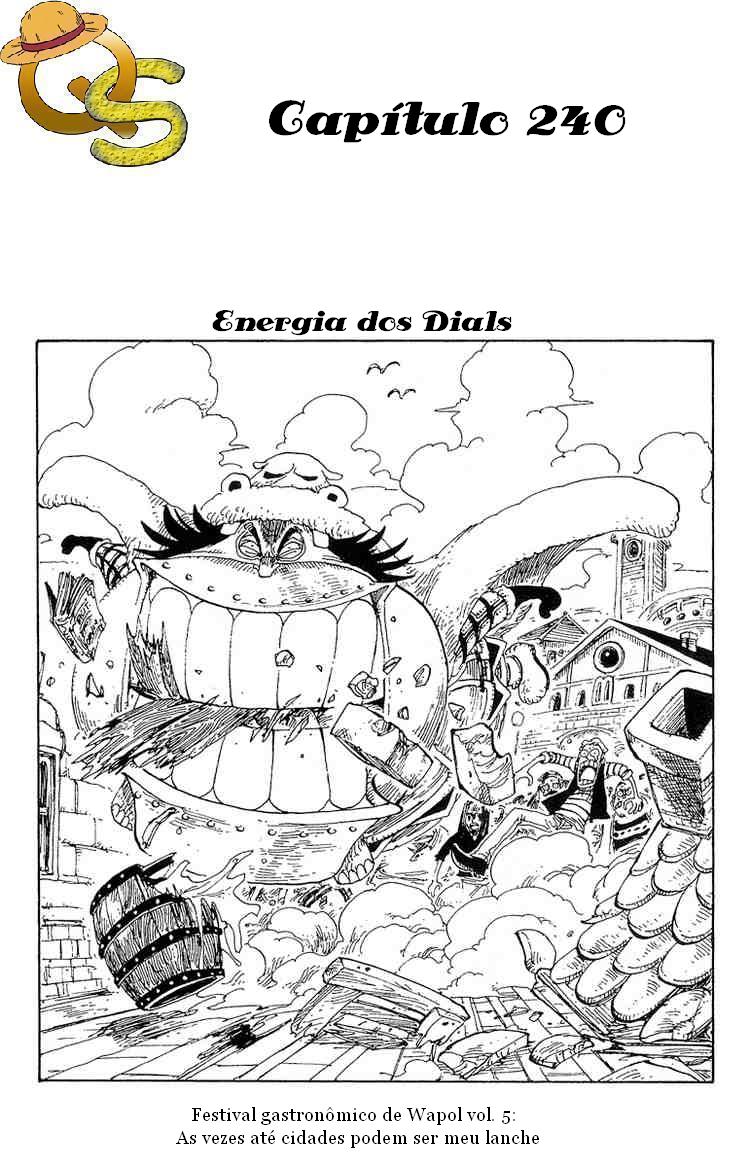 OS
Capítulo 240
Energia dos Dials
Festival gastronômico de Wapol vol. 5:
As vezes até cidades podem ser meu lanche